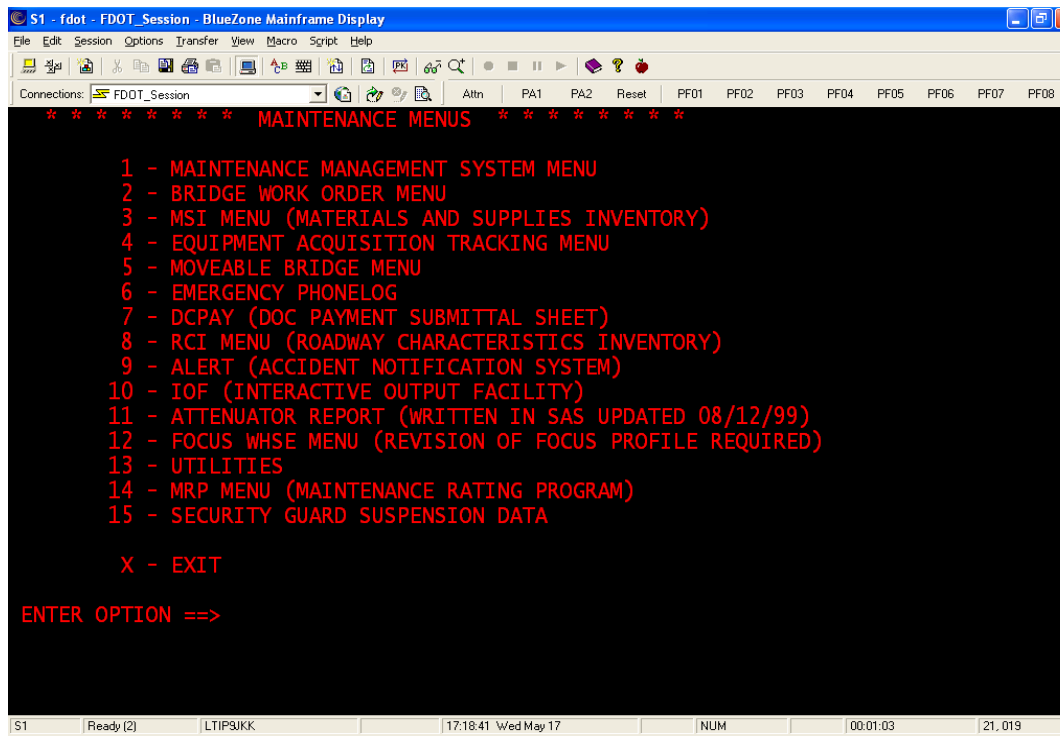 S1 - fdot - FDOT_Session - BlueZone Mainframe Display
File Edit Session Options Transfer View Macro Script Help
Connections: FDOT_Session Attn PA1 PA2 Reset PF01 PF02 PF03 PF04 PF05 PF06 PF07 PF08
* * * * * * * * MAINTENANCE MENUS * * * * * * * *
1 - MAINTENANCE MANAGEMENT SYSTEM MENU
2 - BRIDGE WORK ORDER MENU
3 - MSI MENU (MATERIALS AND SUPPLIES INVENTORY)
4 - EQUIPMENT ACQUISITION TRACKING MENU
5 - MOVEABLE BRIDGE MENU
6 - EMERGENCY PHONELOG
7 - DCPAY (DOC PAYMENT SUBMITTAL SHEET)
8 - RCI MENU (ROADWAY CHARACTERISTICS INVENTORY)
9 - ALERT (ACCIDENT NOTIFICATION SYSTEM)
10 - IOF (INTERACTIVE OUTPUT FACILITY)
11 - ATTENUATOR REPORT (WRITTEN IN SAS UPDATED 08/12/99)
12 - FOCUS WHSE MENU (REVISION OF FOCUS PROFILE REQUIRED)
13 - UTILITIES
14 - MRP MENU (MAINTENANCE RATING PROGRAM)
15 - SECURITY GUARD SUSPENSION DATA
X - EXIT
ENTER OPTION ==>
S1 Ready (2) LTIP9JKK 17:18:41 Wed May 17 NUM 00:01:03 21, 019